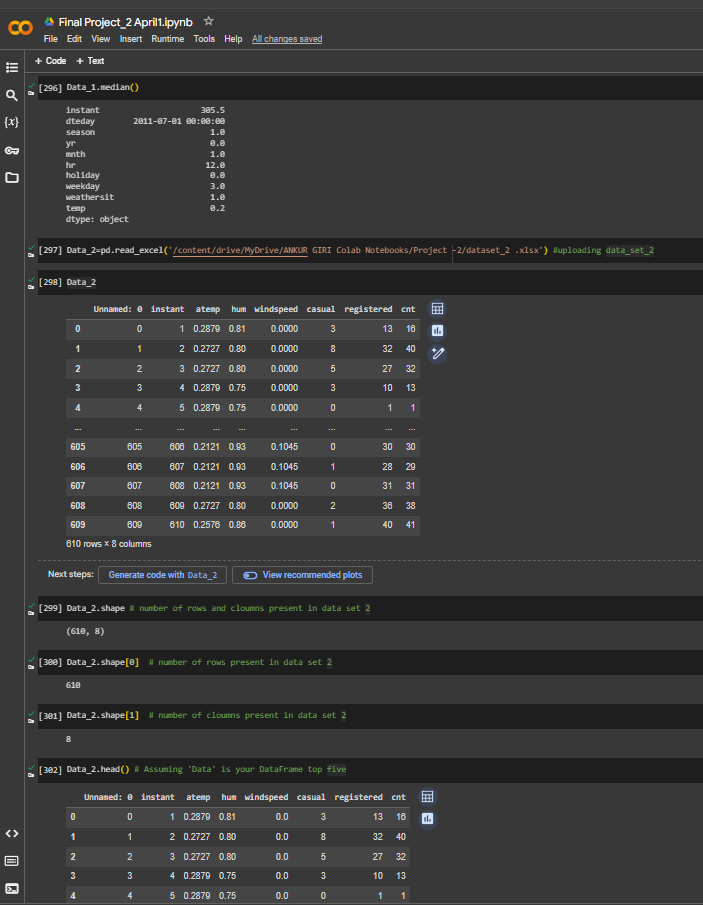 Final Project_2 April1.ipynb
File Edit View Insert Runtime Tools Help All changes saved
+ Code + Text
[296] Data_1.median()
instant 305.5
dteday 2011-07-01 00:00:00
season 1.0
yr 0.0
mnth 1.0
hr 12.0
holiday 0.0
weekday 3.0
weathersit 1.0
temp 0.2
dtype: object
[297] Data_2=pd.read_excel('/content/drive/MyDrive/ANKUR GIRI Colab Notebooks/Project -2/dataset_2 .xlsx') #uploading data_set_2
[298] Data_2
Unnamed: 0 instant atemp hum windspeed casual registered cnt
0 0 1 0.2879 0.81 0.0000 3 13 16
1 1 2 0.2727 0.80 0.0000 8 32 40
2 2 3 0.2727 0.80 0.0000 5 27 32
3 3 4 0.2879 0.75 0.0000 3 10 13
4 4 5 0.2879 0.75 0.0000 0 1 1
... ... ... ... ... ... ... ... ...
605 605 606 0.2121 0.93 0.1045 0 30 30
606 606 607 0.2121 0.93 0.1045 1 28 29
607 607 608 0.2121 0.93 0.1045 0 31 31
608 608 609 0.2727 0.80 0.0000 2 36 38
609 609 610 0.2576 0.86 0.0000 1 40 41
610 rows × 8 columns
Next steps: Generate code with Data_2 View recommended plots
[299] Data_2.shape # number of rows and cloumns present in data set 2
(610, 8)
[300] Data_2.shape[0] # number of rows present in data set 2
610
[301] Data_2.shape[1] # number of cloumns present in data set 2
8
[302] Data_2.head() # Assuming 'Data' is your DataFrame top five
Unnamed: 0 instant atemp hum windspeed casual registered cnt
0 0 1 0.2879 0.81 0.0 3 13 16
1 1 2 0.2727 0.80 0.0 8 32 40
2 2 3 0.2727 0.80 0.0 5 27 32
3 3 4 0.2879 0.75 0.0 3 10 13
4 4 5 0.2879 0.75 0.0 0 1 1